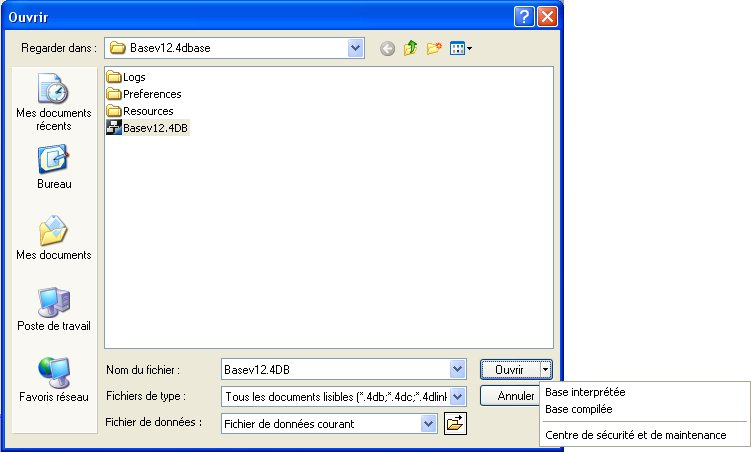 Ouvrir
Regarder dans : Basev12.4dbase
Logs
Preferences
Resources
Basev12.4DB
Mes documents
récents
Bureau
Mes documents
Poste de travail
Favoris réseau
Nom du fichier : Basev12.4DB Ouvrir
Fichiers de type : Tous les documents lisibles (*.4db;*.4dc;*.4dlink Annuler
Fichier de données : Fichier de données courant
Base interprétée
Base compilée
Centre de sécurité et de maintenance